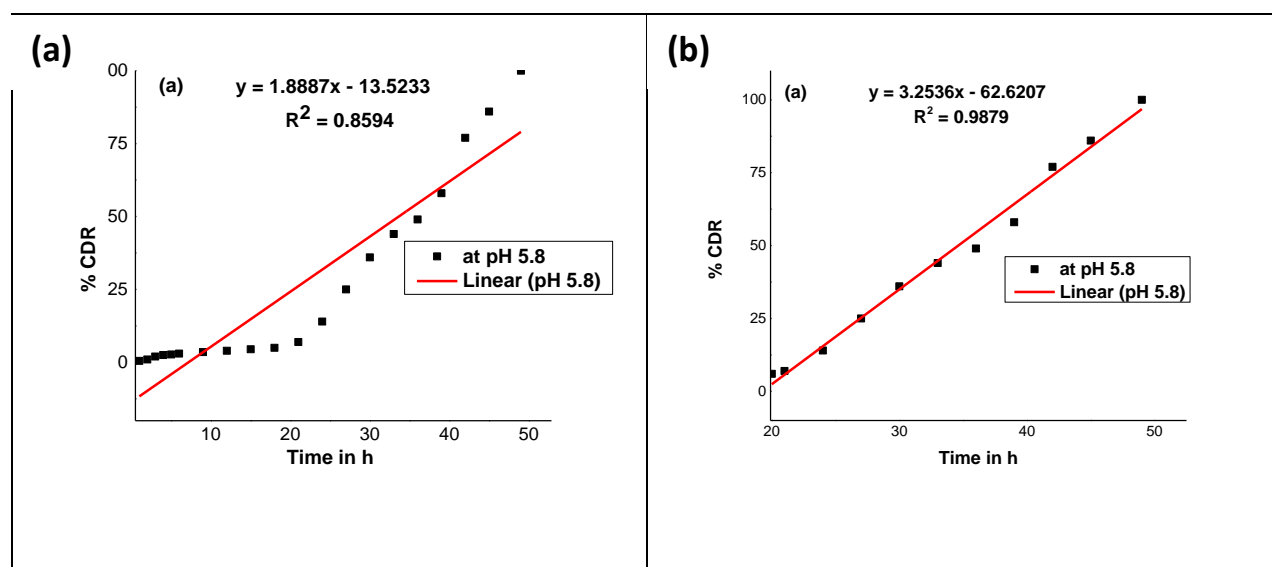 (a)
(a) y = 1.8887x - 13.5233
R² = 0.8594
00
75
50
25
0
% CDR
at pH 5.8
Linear (pH 5.8)
10 20 30 40 50
Time in h
(b)
(a) y = 3.2536x - 62.6207
R² = 0.9879
100
75
50
25
0
% CDR
at pH 5.8
Linear (pH 5.8)
20 30 40 50
Time in h